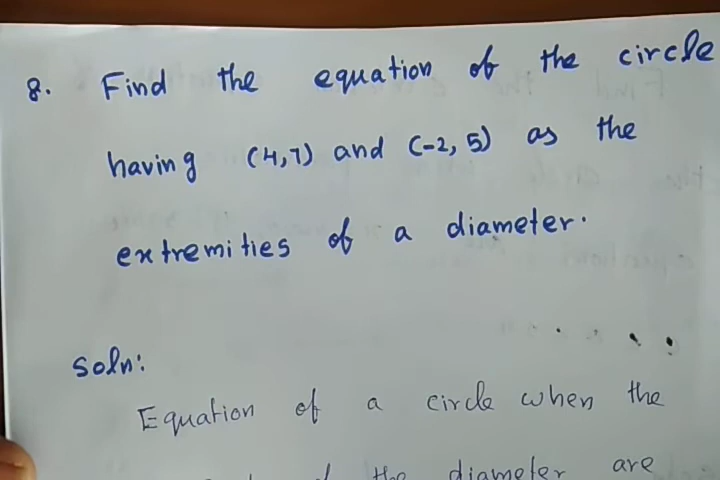 8. Find the equation of the circle
having (4,7) and (-2, 5) as the
extremities of a diameter.
Soln:
Equation of a circle when the
the diameter are